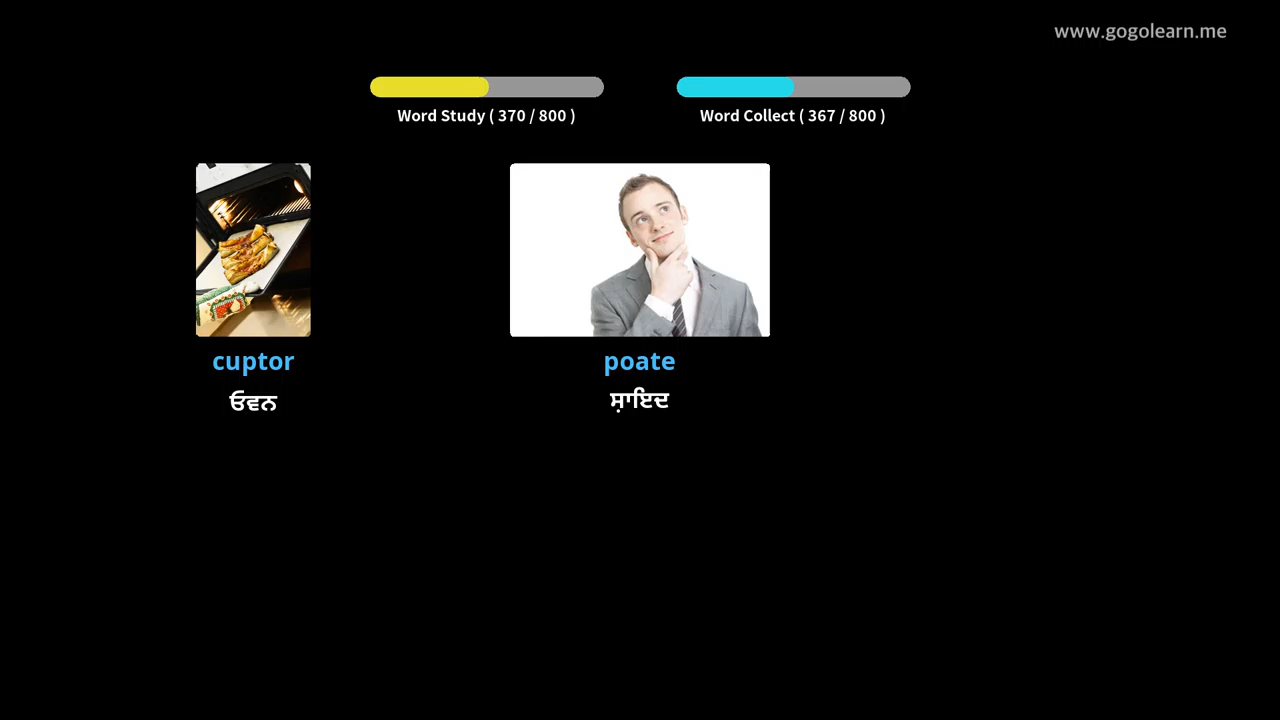 www.gogolearn.me
Word Study ( 370 / 800 )
Word Collect ( 367 / 800 )
cuptor
ਓਵਨ
poate
ਸ਼ਾਇਦ